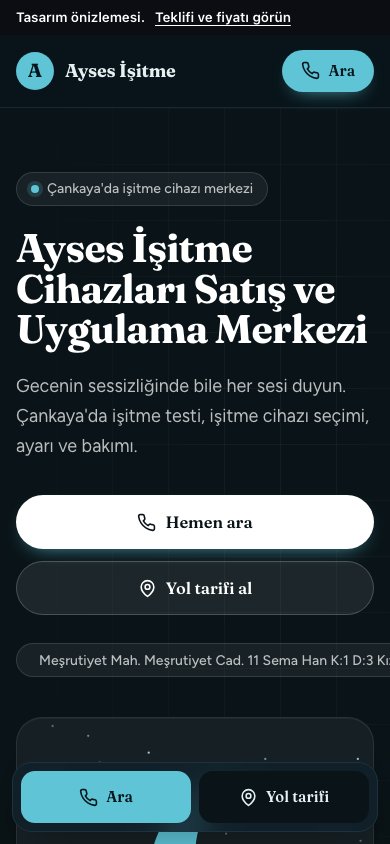 Tasarım önizlemesi. Teklifi ve fiyatı görün
A Ayses İşitme Ara
Çankaya'da işitme cihazı merkezi
Ayses İşitme
Cihazları Satış ve
Uygulama Merkezi
Gecenin sessizliğinde bile her sesi duyun.
Çankaya'da işitme testi, işitme cihazı seçimi,
ayarı ve bakımı.
Hemen ara
Yol tarifi al
Meşrutiyet Mah. Meşrutiyet Cad. 11 Sema Han K:1 D:3
Ara Yol tarifi